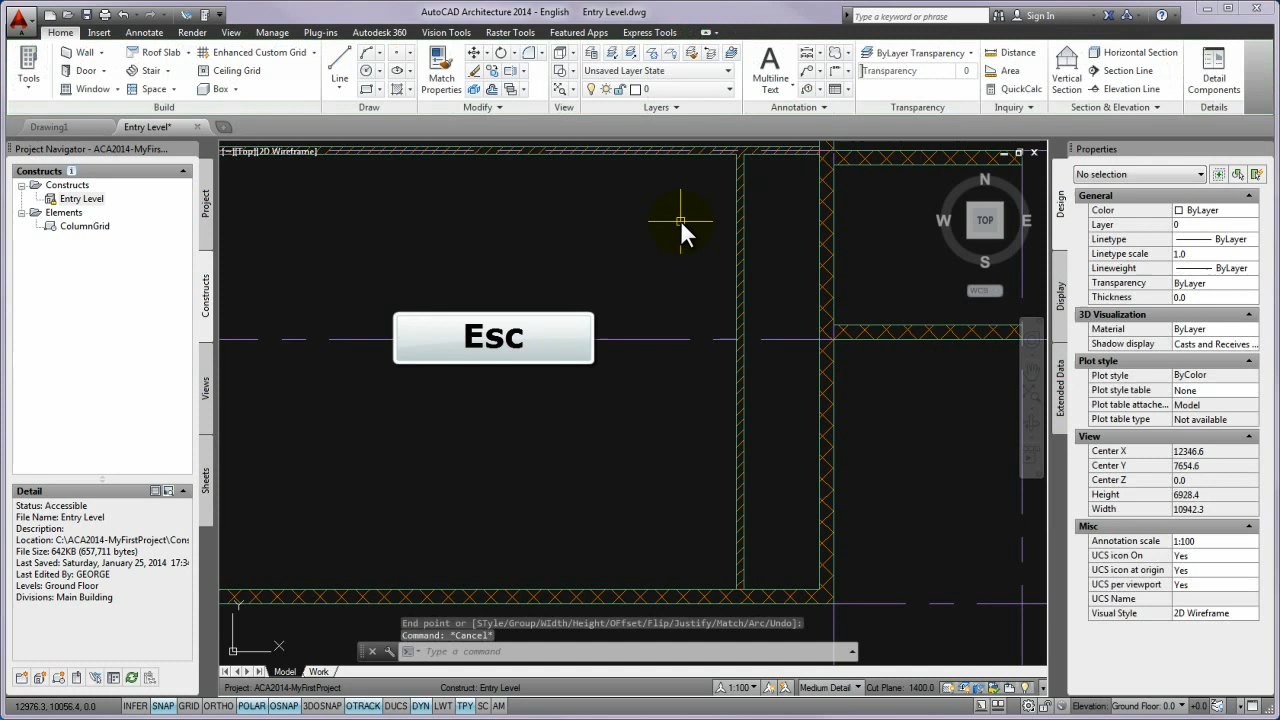 AutoCAD Architecture 2014 - English Entry Level.dwg
Type a keyword or phrase
Sign In
Home Insert Annotate Render View Manage Plug-ins Autodesk 360 Vision Tools Raster Tools Featured Apps Express Tools
Tools
Wall
Door
Window
Roof Slab
Stair
Space
Enhanced Custom Grid
Ceiling Grid
Box
Build
Line
Draw
Match
Properties
Modify
View
Unsaved Layer State
0
Layers
Multiline
Text
Annotation
ByLayer Transparency
Transparency 0
Transparency
Distance
Area
QuickCalc
Inquiry
Vertical
Section
Horizontal Section
Section Line
Elevation Line
Section & Elevation
Detail
Components
Details
Drawing1
Entry Level*
Project Navigator - ACA2014-MyFirs...
Constructs
Constructs
Entry Level
Elements
ColumnGrid
Project
Constructs
Views
Sheets
Detail
Status: Accessible
File Name: Entry Level
Description:
Location: C:\ACA2014-MyFirstProject\Cons
File Size: 642KB (657,711 bytes)
Last Saved: Saturday, January 25, 2014 17:34
Last Edited By: GEORGE
Levels: Ground Floor
Divisions: Main Building
[−][Top][2D Wireframe]
Esc
N
W
TOP
E
S
WCS
Y
X
End point or [STyle/Group/WIdth/Height/OFfset/Flip/Justify/Match/Arc/Undo]:
Command: *Cancel*
Type a command
Model Work
Project: ACA2014-MyFirstProject Construct: Entry Level
1:100 Medium Detail Cut Plane: 1400.0
Properties
No selection
Design
Display
Extended Data
General
Color ByLayer
Layer 0
Linetype ByLayer
Linetype scale 1.0
Lineweight ByLayer
Transparency ByLayer
Thickness 0.0
3D Visualization
Material ByLayer
Shadow display Casts and Receives ...
Plot style
Plot style ByColor
Plot style table None
Plot table attache... Model
Plot table type Not available
View
Center X 12346.6
Center Y 7654.6
Center Z 0.0
Height 6928.4
Width 10942.3
Misc
Annotation scale 1:100
UCS icon On Yes
UCS icon at origin Yes
UCS per viewport Yes
UCS Name
Visual Style 2D Wireframe
12976.3, 10056.4, 0.0 INFER SNAP GRID ORTHO POLAR OSNAP 3DOSNAP OTRACK DUCS DYN LWT TPY SC AM Elevation: Ground Floor: 0.0 +0.0